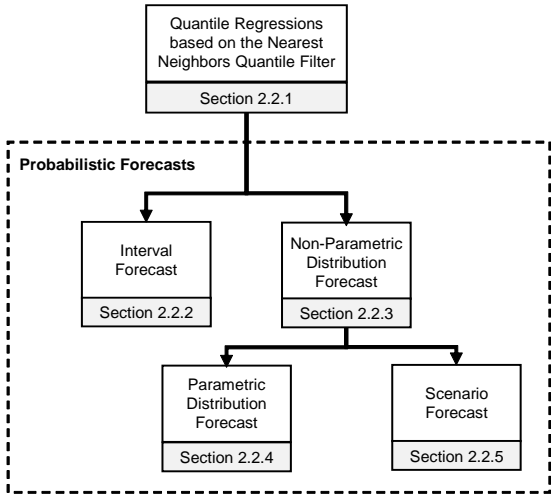 Quantile Regressions
based on the Nearest
Neighbors Quantile Filter
Section 2.2.1
Probabilistic Forecasts
Interval
Forecast
Section 2.2.2
Non-Parametric
Distribution
Forecast
Section 2.2.3
Parametric
Distribution
Forecast
Section 2.2.4
Scenario
Forecast
Section 2.2.5